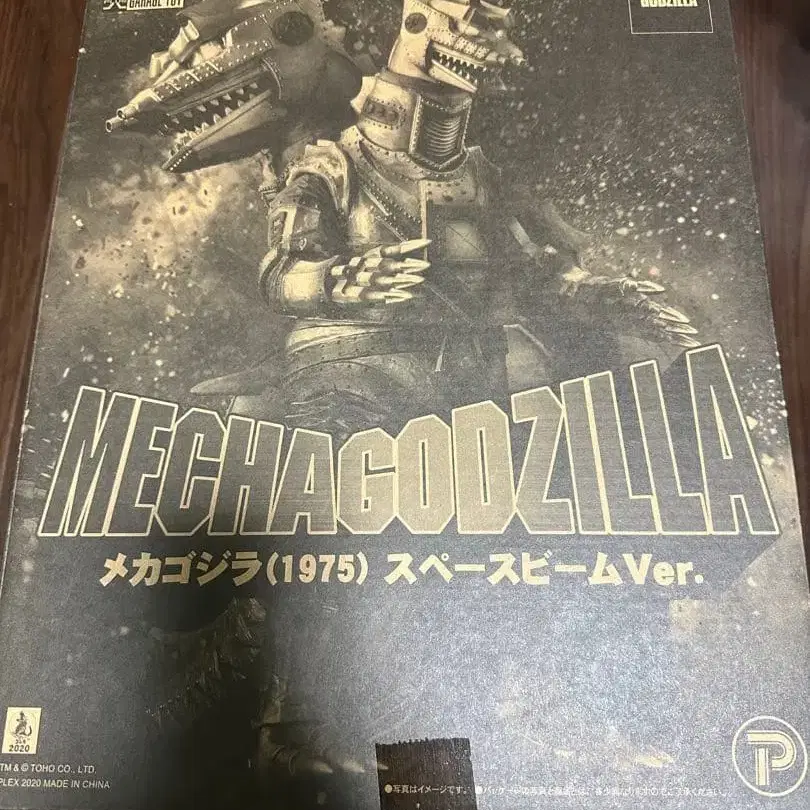 GARAGE TOY
GODZILLA
MECHAGODZILLA
メカゴジラ(1975) スペースビームVer.
2020
TM & © TOHO CO., LTD.
PLEX 2020 MADE IN CHINA
●写真はイメージです。